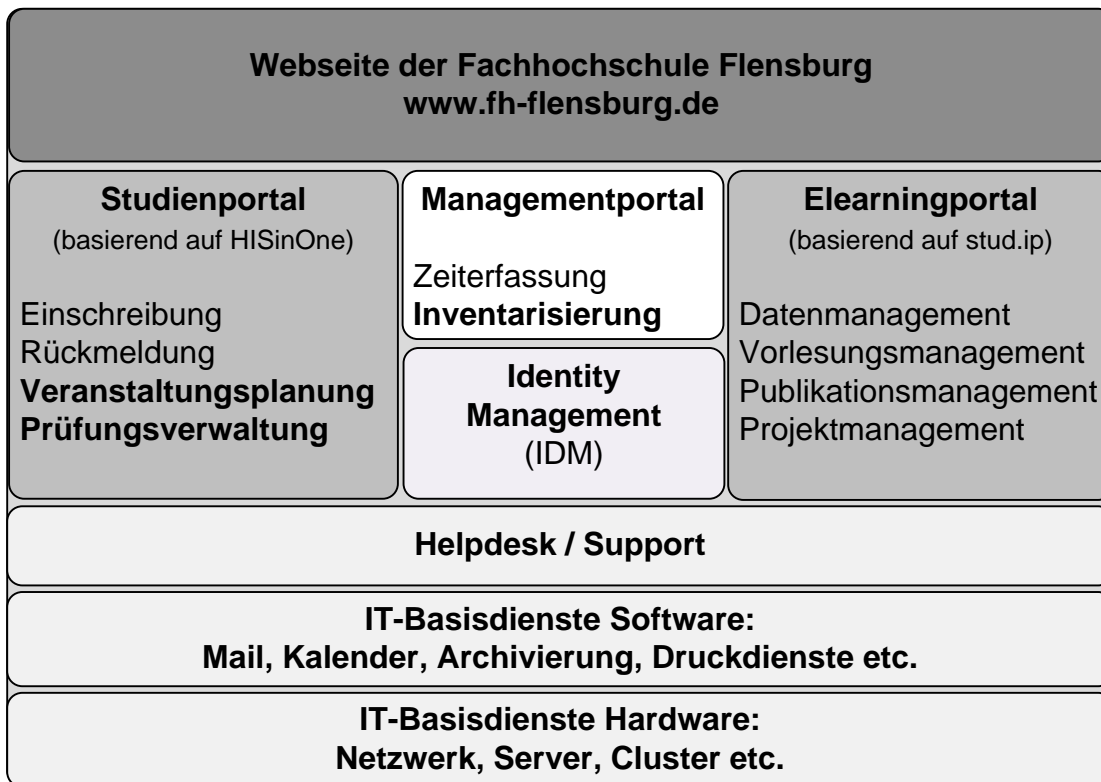 Webseite der Fachhochschule Flensburg
www.fh-flensburg.de
Studienportal
(basierend auf HISinOne)
Einschreibung
Rückmeldung
Veranstaltungsplanung
Prüfungsverwaltung
Managementportal
Zeiterfassung
Inventarisierung
Identity
Management
(IDM)
Elearningportal
(basierend auf stud.ip)
Datenmanagement
Vorlesungsmanagement
Publikationsmanagement
Projektmanagement
Helpdesk / Support
IT-Basisdienste Software:
Mail, Kalender, Archivierung, Druckdienste etc.
IT-Basisdienste Hardware:
Netzwerk, Server, Cluster etc.